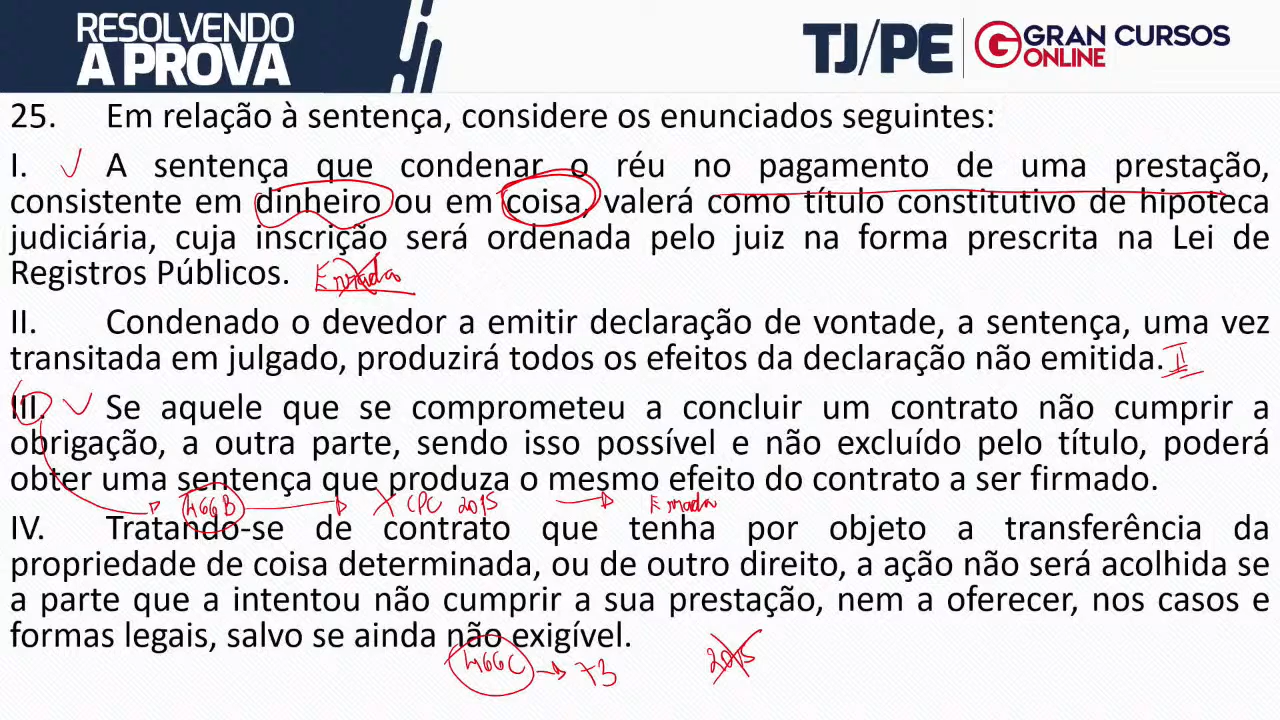 RESOLVENDO
A PROVA
TJ/PE
GRAN CURSOS
ONLINE
25. Em relação à sentença, considere os enunciados seguintes:
I. A sentença que condenar o réu no pagamento de uma prestação,
consistente em dinheiro ou em coisa, valerá como título constitutivo de hipoteca
judiciária, cuja inscrição será ordenada pelo juiz na forma prescrita na Lei de
Registros Públicos. Errada
II. Condenado o devedor a emitir declaração de vontade, a sentença, uma vez
transitada em julgado, produzirá todos os efeitos da declaração não emitida. II
III. Se aquele que se comprometeu a concluir um contrato não cumprir a
obrigação, a outra parte, sendo isso possível e não excluído pelo título, poderá
obter uma sentença que produza o mesmo efeito do contrato a ser firmado.
466B CPC 2015 Errada
IV. Tratando-se de contrato que tenha por objeto a transferência da
propriedade de coisa determinada, ou de outro direito, a ação não será acolhida se
a parte que a intentou não cumprir a sua prestação, nem a oferecer, nos casos e
formas legais, salvo se ainda não exigível.
466C 73 2015